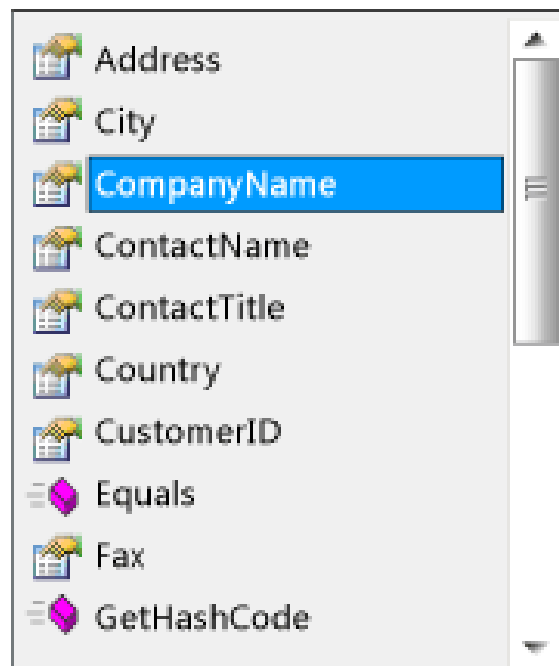 Address
City
CompanyName
ContactName
ContactTitle
Country
CustomerID
Equals
Fax
GetHashCode